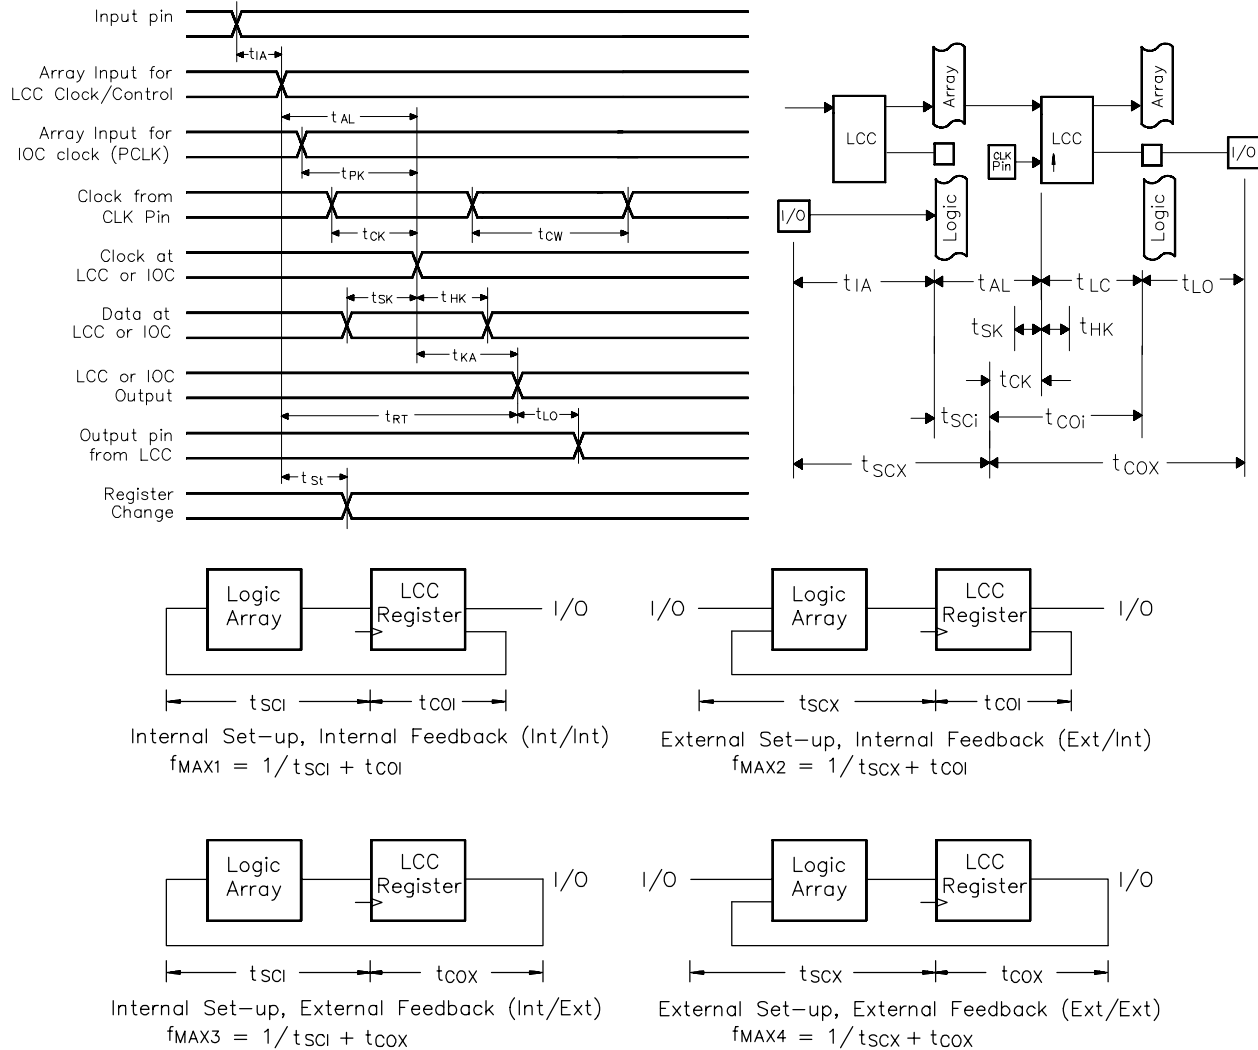 Input pin
tIA
Array Input for
LCC Clock/Control
tAL
Array Input for
IOC clock (PCLK)
tPK
Clock from
CLK Pin
tCK
tCW
Clock at
LCC or IOC
tSK
tHK
Data at
LCC or IOC
tKA
LCC or IOC
Output
tRT
tLO
Output pin
from LCC
tSt
Register
Change
Array
Array
LCC
LCC
CLK
Pin
I/O
I/O
Logic
Logic
tIA
tAL
tLC
tLO
tSK
tHK
tCK
tSCi
tCOi
tSCX
tCOX
Logic
Array
LCC
Register
I/O
tSCI
tCOI
Internal Set-up, Internal Feedback (Int/Int)
fMAX1 = 1/tSCI + tCOI
I/O
Logic
Array
LCC
Register
I/O
tSCX
tCOI
External Set-up, Internal Feedback (Ext/Int)
fMAX2 = 1/tSCX + tCOI
Logic
Array
LCC
Register
I/O
tSCI
tCOX
Internal Set-up, External Feedback (Int/Ext)
fMAX3 = 1/tSCI + tCOX
I/O
Logic
Array
LCC
Register
I/O
tSCX
tCOX
External Set-up, External Feedback (Ext/Ext)
fMAX4 = 1/tSCX + tCOX